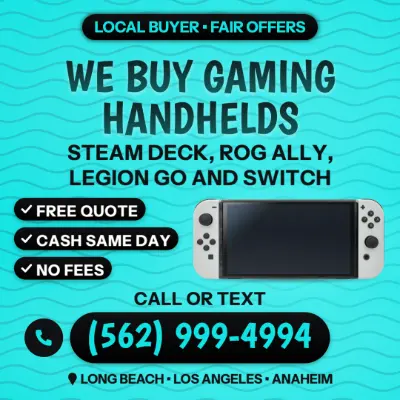 LOCAL BUYER • FAIR OFFERS
WE BUY GAMING
HANDHELDS
STEAM DECK, ROG ALLY,
LEGION GO AND SWITCH
FREE QUOTE
CASH SAME DAY
NO FEES
CALL OR TEXT
(562) 999-4994
LONG BEACH • LOS ANGELES • ANAHEIM